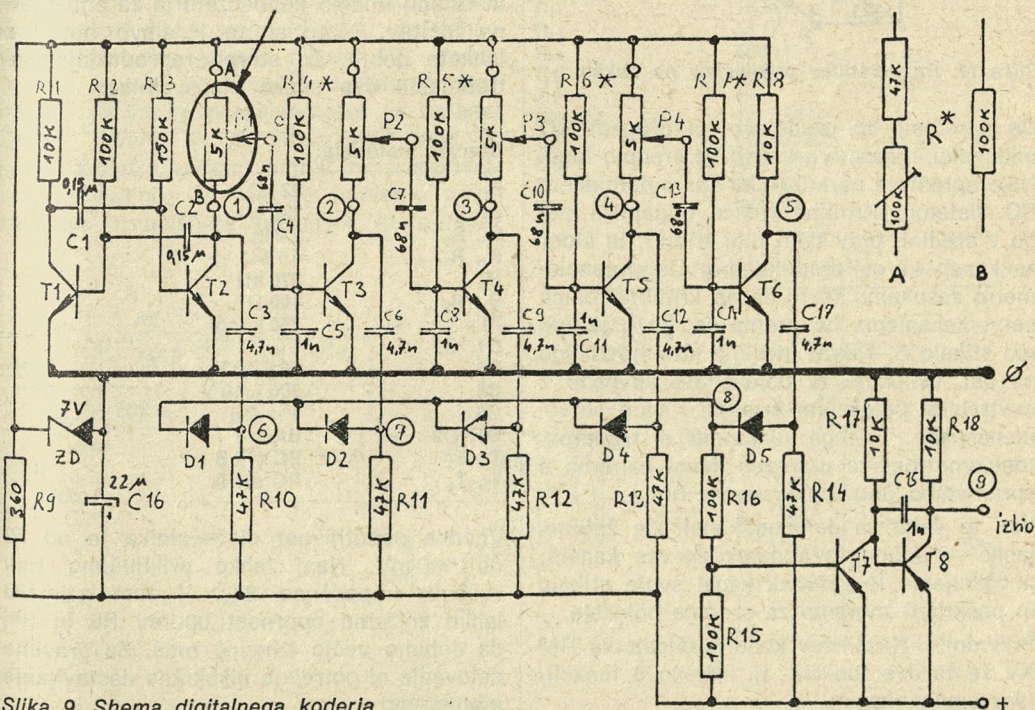 R1 R2 R3 A R4* R5* R6* R7* R8
10K 100K 150K 5K P1 C 100K 5K P2 100K 5K P3 100K 5K P4 100K 10K
47K R* 100K
100K
0,15µ C1 C2 0,15µ B 1 68n C4 2 C7 68n 3 C10 68n 4 C13 68n 5
A B
T1 T2 T3 T4 T5 T6
C3 4,7n C5 1n C6 4,7n C8 1n C9 4,7n C11 1n C12 4,7n C14 1n C17 4,7n
Ø
7V ZD D1 6 D2 7 D3 D4 8 D5 R17 10K R18 10K
360 R9 22µ C16 + 47K R10 47K R11 47K R12 R13 47K 100K R16 47K R14 C15 1n 9
izho
T7 T8
100K R15
+
Slika 9. Shema digitalnega koderja